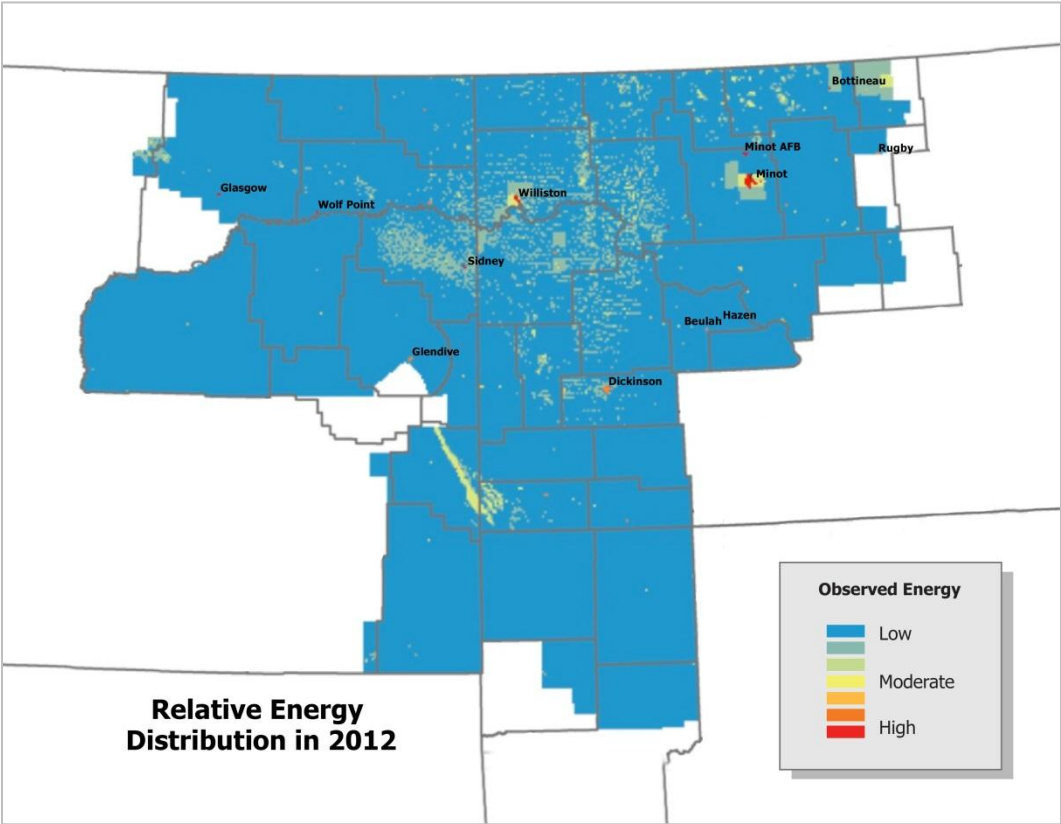 Bottineau
Minot AFB
Rugby
Minot
Glasgow
Williston
Wolf Point
Sidney
Beulah
Hazen
Glendive
Dickinson
Observed Energy
Low
Moderate
High
Relative Energy
Distribution in 2012